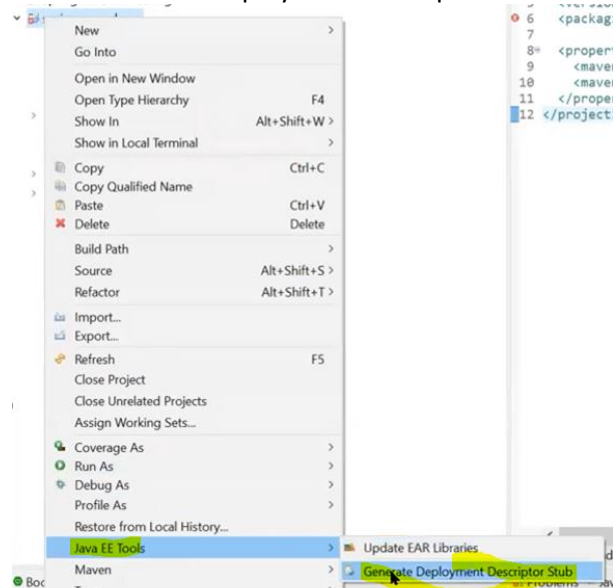 New
Go Into
Open in New Window
Open Type Hierarchy F4
Show In Alt+Shift+W >
Show in Local Terminal >
Copy Ctrl+C
Copy Qualified Name
Paste Ctrl+V
Delete Delete
Build Path >
Source Alt+Shift+S >
Refactor Alt+Shift+T >
Import...
Export...
Refresh F5
Close Project
Close Unrelated Projects
Assign Working Sets...
Coverage As >
Run As >
Debug As >
Profile As >
Restore from Local History...
Java EE Tools >
Maven >
Update EAR Libraries
Generate Deployment Descriptor Stub
6 <packag
7
8 <proper
9 <maven
10 <maven
11 </prope
12 </project
Boo